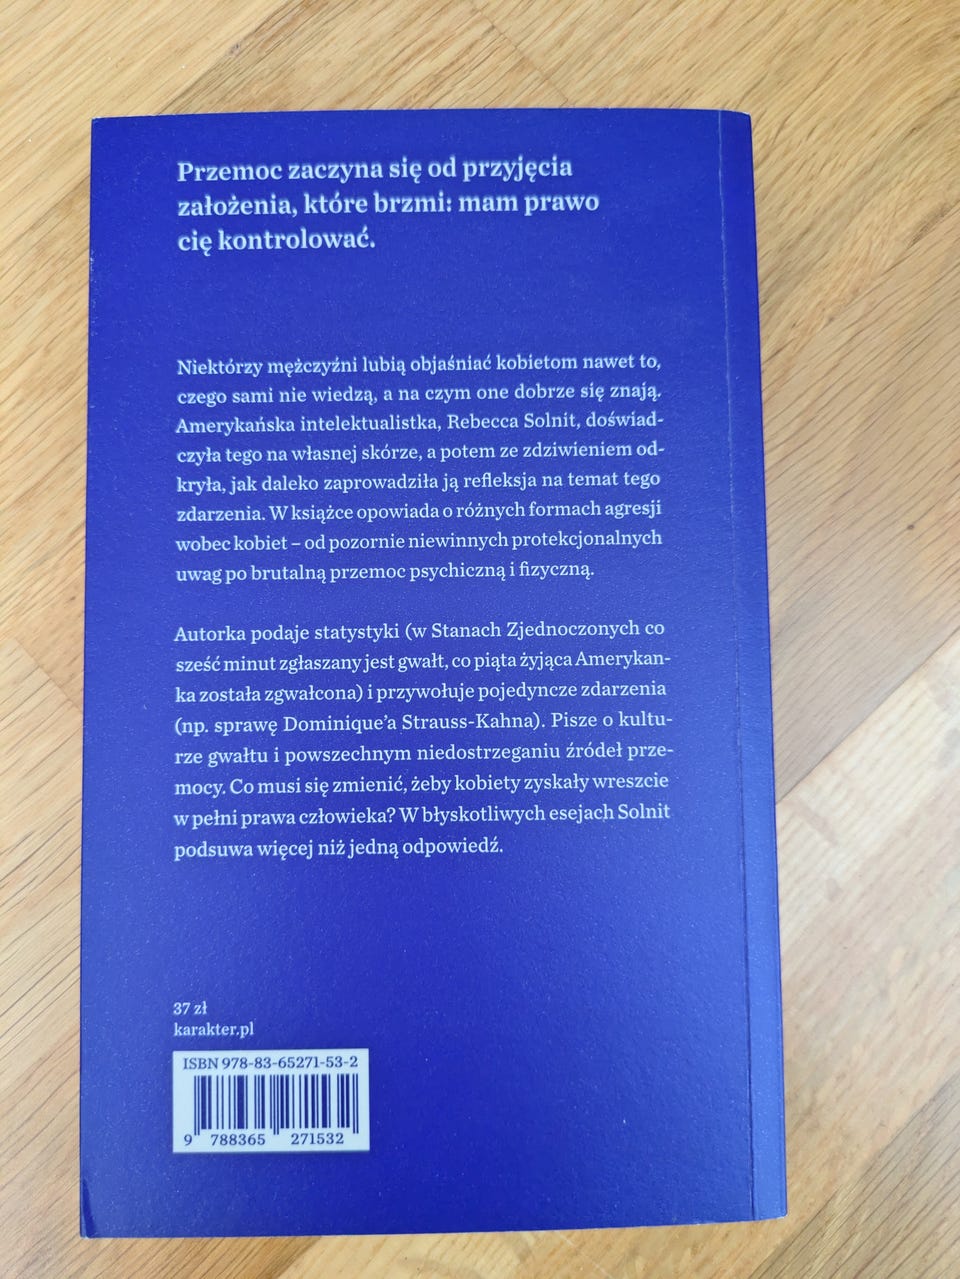 Przemoc zaczyna się od przyjęcia
założenia, które brzmi: mam prawo
cię kontrolować.
Niektórzy mężczyźni lubią objaśniać kobietom nawet to,
czego sami nie wiedzą, a na czym one dobrze się znają.
Amerykańska intelektualistka, Rebecca Solnit, doświad-
czyła tego na własnej skórze, a potem ze zdziwieniem od-
kryła, jak daleko zaprowadziła ją refleksja na temat tego
zdarzenia. W książce opowiada o różnych formach agresji
wobec kobiet – od pozornie niewinnych protekcjonalnych
uwag po brutalną przemoc psychiczną i fizyczną.
Autorka podaje statystyki (w Stanach Zjednoczonych co
sześć minut zgłaszany jest gwałt, co piąta żyjąca Amerykan-
ka została zgwałcona) i przywołuje pojedyncze zdarzenia
(np. sprawę Dominique’a Strauss-Kahna). Pisze o kultu-
rze gwałtu i powszechnym niedostrzeganiu źródeł prze-
mocy. Co musi się zmienić, żeby kobiety zyskały wreszcie
w pełni prawa człowieka? W błyskotliwych esejach Solnit
podsuwa więcej niż jedną odpowiedź.
37 zł
karakter.pl
ISBN 978-83-65271-53-2
9 788365 271532